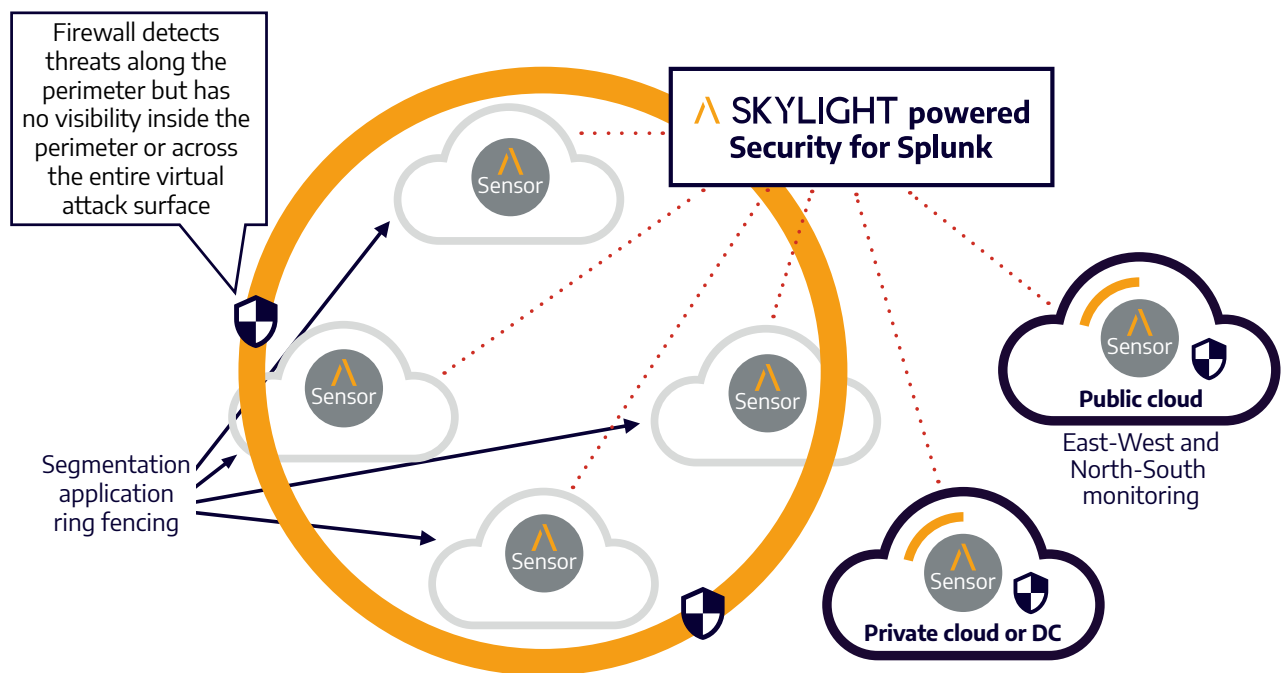 Firewall detects
threats along the
perimeter but has
no visibility inside the
perimeter or across
the entire virtual
attack surface
SKYLIGHT powered
Security for Splunk
Sensor
Sensor
Sensor
Sensor
Segmentation
application
ring fencing
Sensor
Public cloud
East-West and
North-South
monitoring
Sensor
Private cloud or DC